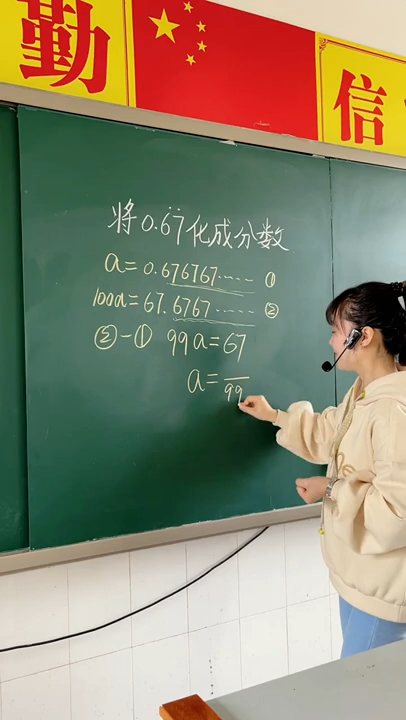 勤 信
将0.6̇7̇化成分数
a=0.676767...... ①
100a=67.6767...... ②
②-① 99a=67
a=—
99